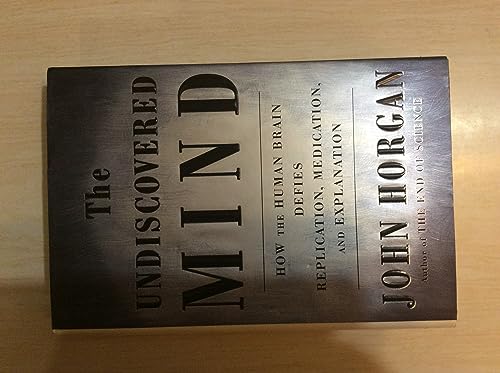 The
UNDISCOVERED
MIND
HOW THE HUMAN BRAIN
DEFIES
REPLICATION, MEDICATION,
AND EXPLANATION
JOHN HORGAN
Author of THE END OF SCIENCE